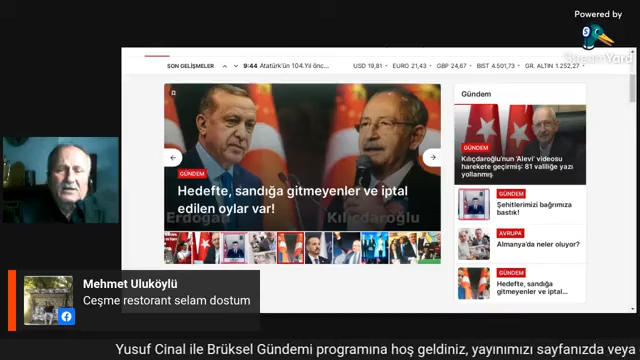 Powered by
StreamYard
SON GELİŞMELER
9:44 Atatürk'ün 104.Yıl önc...
USD 19,81
EURO 21,43
GBP 24,67
BIST 4.501,73
GR. ALTIN 1.252,27
GÜNDEM
Hedefte, sandığa gitmeyenler ve iptal
edilen oylar var!
Erdoğan
Kılıçdaroğlu
Gündem
GÜNDEM
Kılıçdaroğlu'nun 'Alevi' videosu
harekete geçirmiş: 81 valiliğe yazı
yollanmış
GÜNDEM
Şehitlerimizi bağrımıza
bastık!
AVRUPA
Almanya'da neler oluyor?
GÜNDEM
Hedefte, sandığa
gitmeyenler ve iptal...
Mehmet Uluköylü
Ceşme restorant selam dostum
Yusuf Cinal ile Brüksel Gündemi programına hoş geldiniz, yayınımızı sayfanızda veya